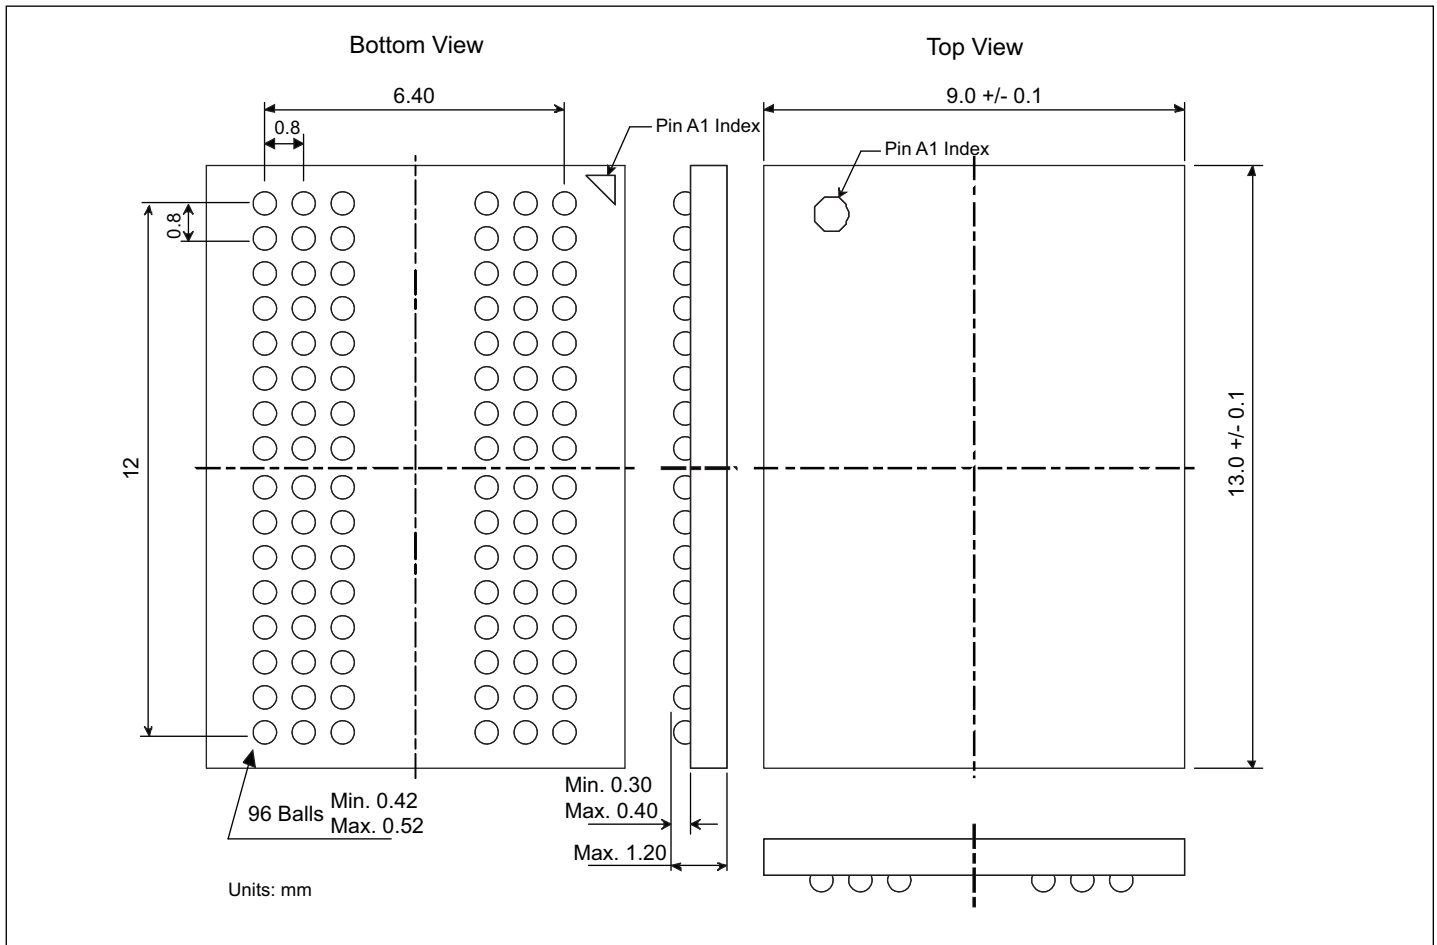 Bottom View
Top View
6.40
9.0 +/- 0.1
0.8
Pin A1 Index
Pin A1 Index
0.8
12
13.0 +/- 0.1
Min. 0.30
Max. 0.40
96 Balls
Min. 0.42
Max. 0.52
Max. 1.20
Units: mm